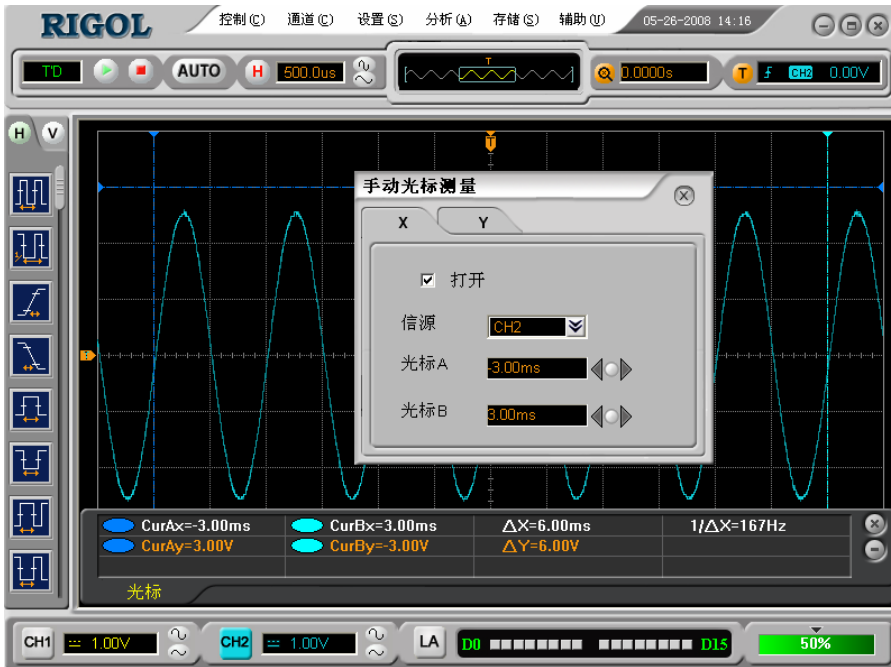 RIGOL 控制(C) 通道(C) 设置(S) 分析(A) 存储(S) 辅助(U) 05-26-2008 14:16
T'D AUTO H 500.0us T 0.0000s T CH2 0.00V
H V
T
手动光标测量
X Y
打开
信源 CH2
光标A -3.00ms
光标B 3.00ms
CurAx=-3.00ms CurBx=3.00ms ΔX=6.00ms 1/ΔX=167Hz
CurAy=3.00V CurBy=-3.00V ΔY=6.00V
光标
CH1 1.00V CH2 1.00V LA D0 D15 50%